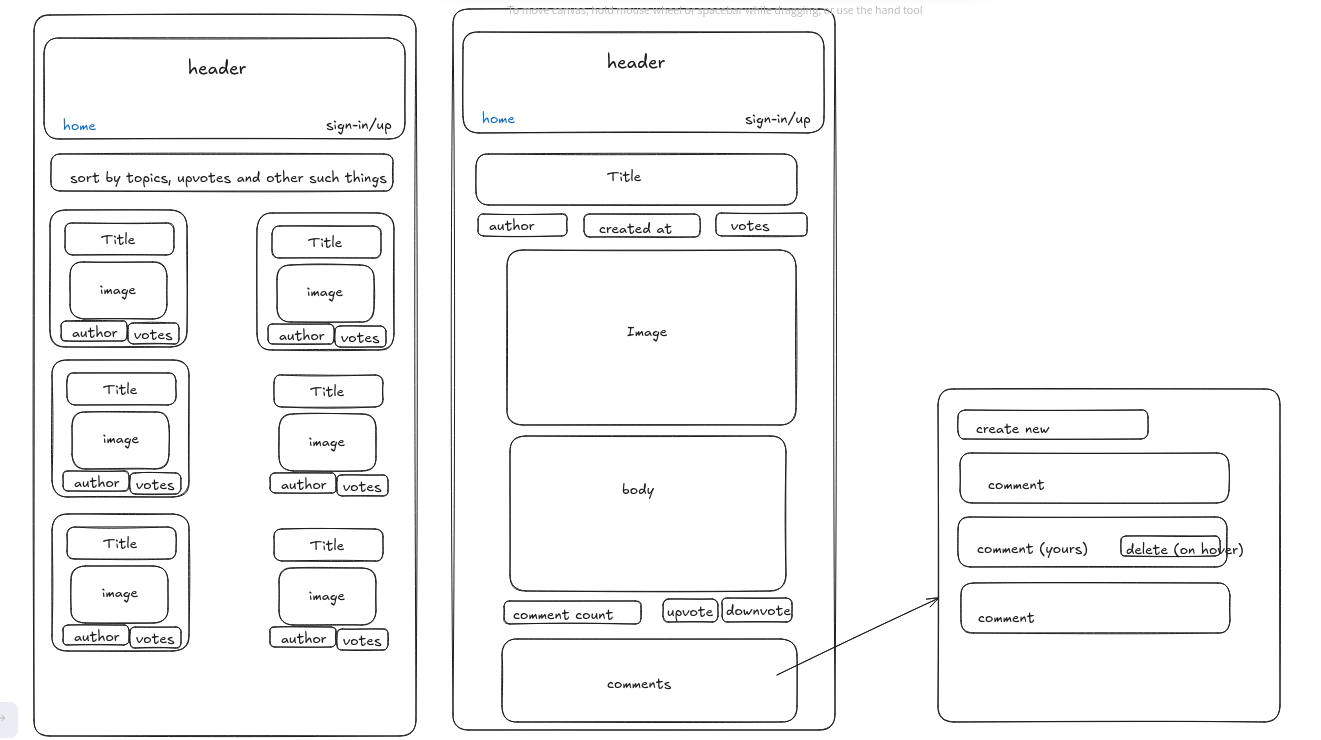 To move canvas, hold mouse wheel or spacebar while dragging, or use the hand tool
header
home
sign-in/up
sort by topics, upvotes and other such things
Title
image
author
votes
Title
image
author
votes
Title
image
author
votes
Title
image
author
votes
Title
image
author
votes
Title
image
author
votes
header
home
sign-in/up
Title
author
created at
votes
Image
body
comment count
upvote
downvote
comments
create new
comment
comment (yours)
delete (on hover)
comment